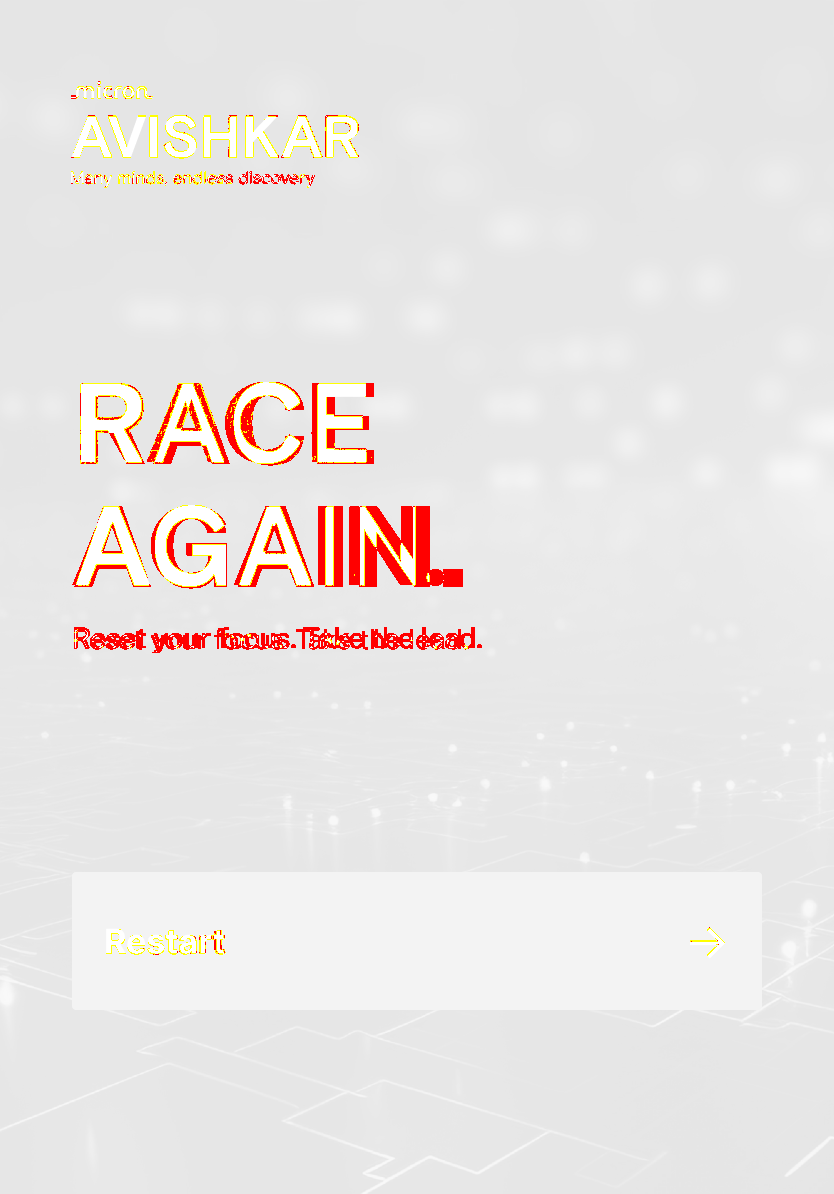 micron.
AVISHKAR
Many minds, endless discovery
RACE
AGAIN.
Reset your focus. Take the lead.
Restart